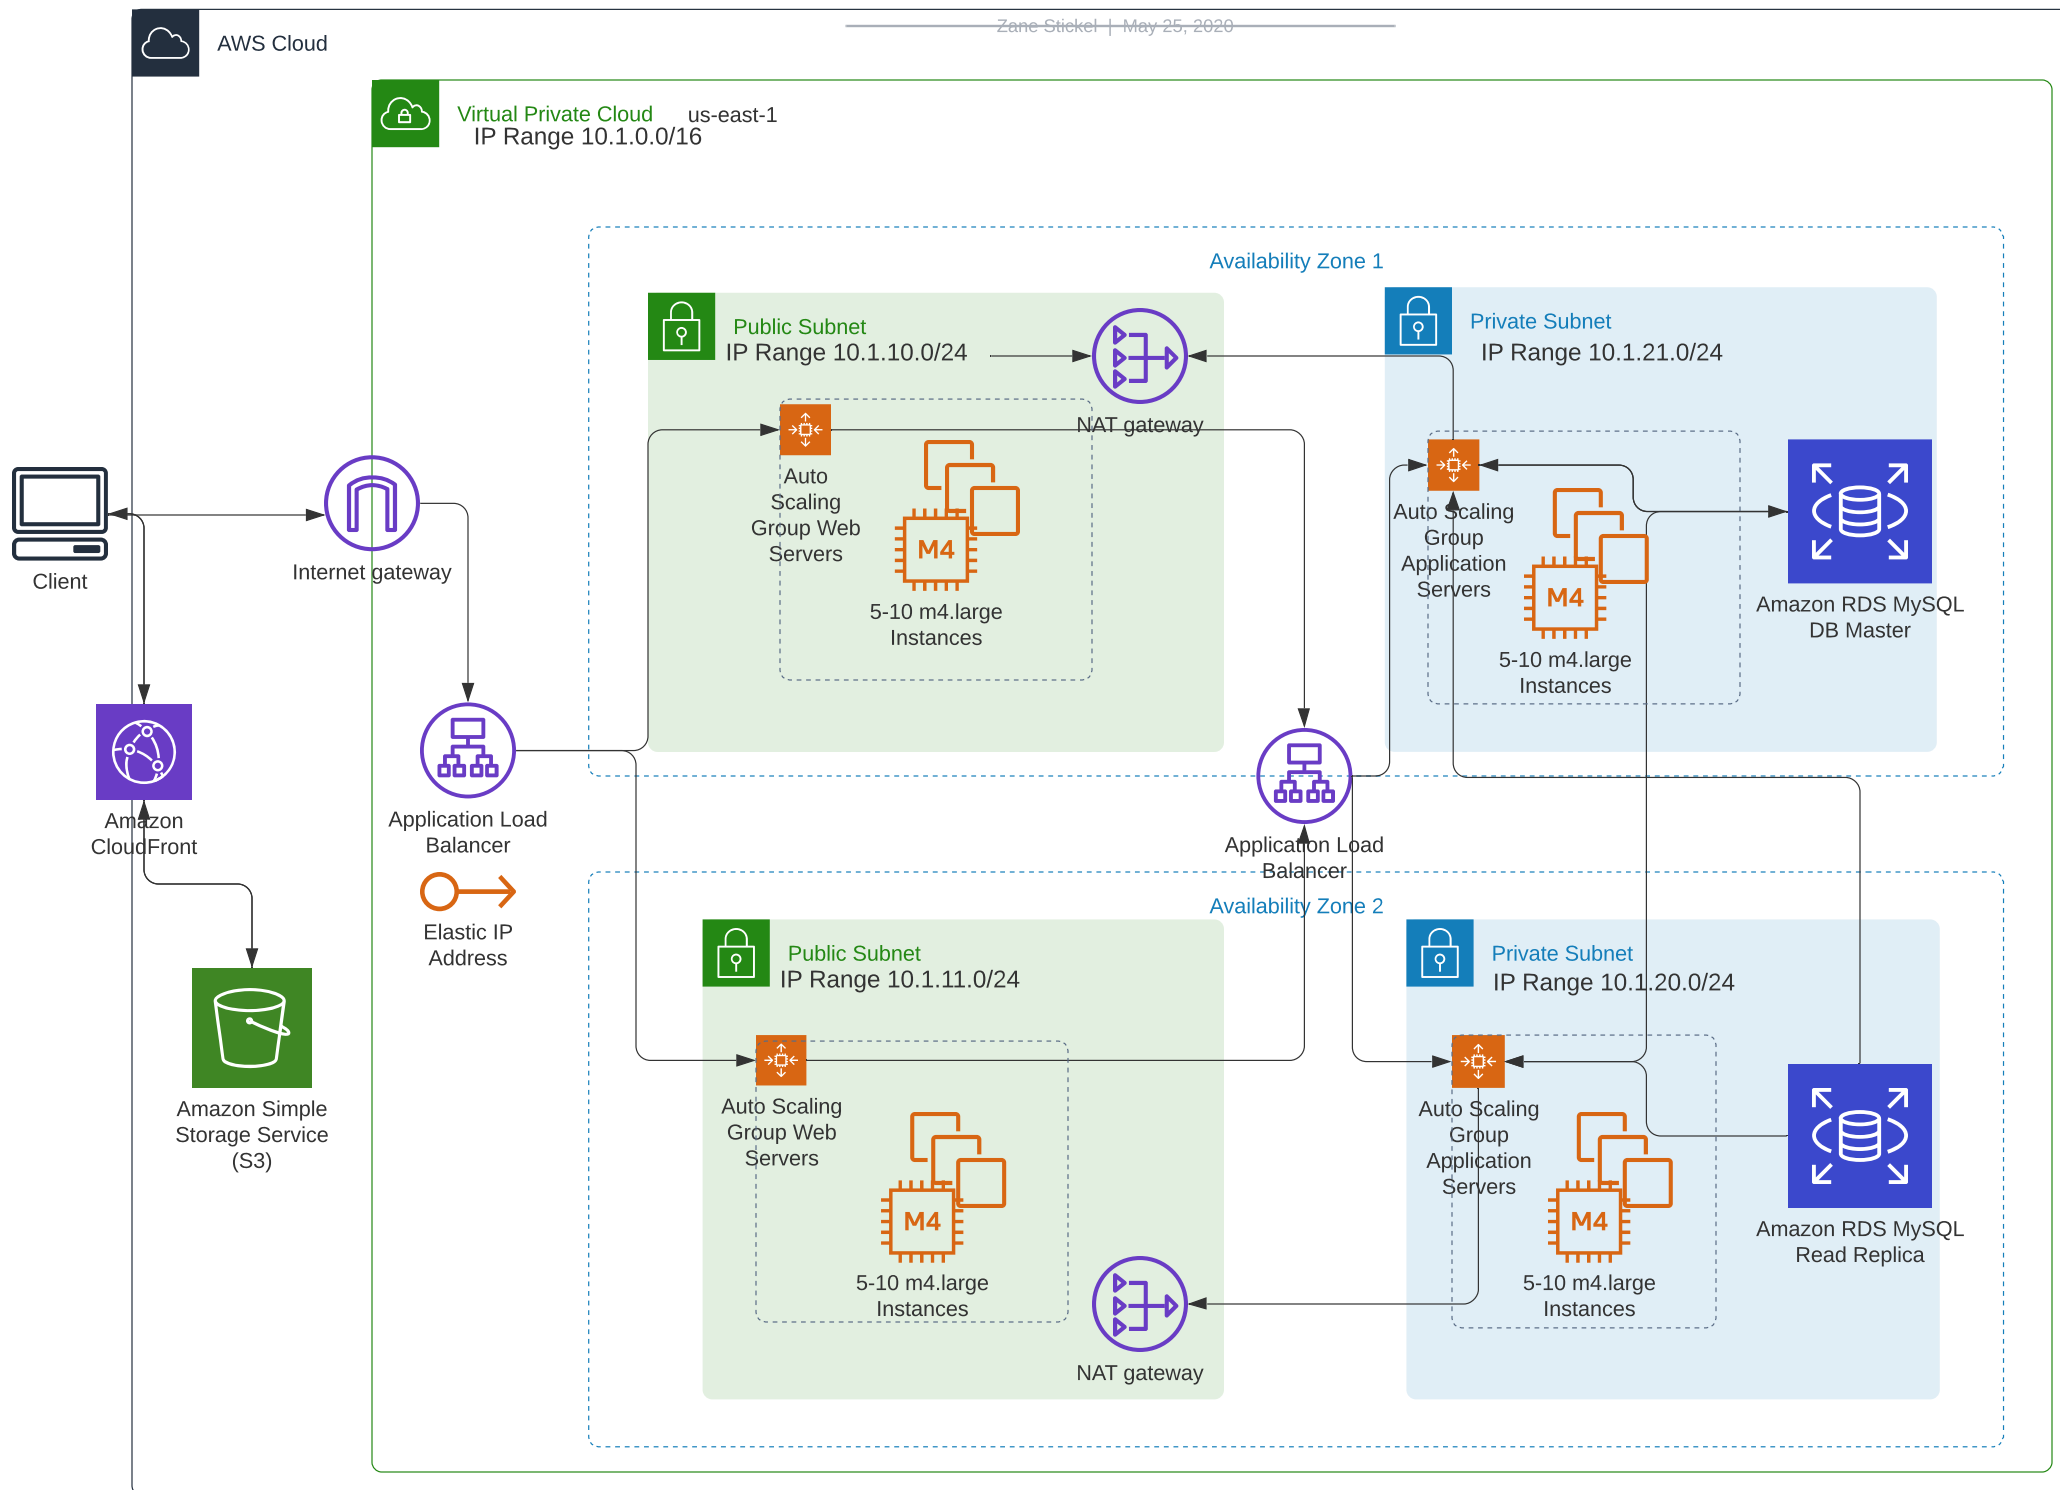 Zane Stickel | May 25, 2020
AWS Cloud
Virtual Private Cloud
us-east-1
IP Range 10.1.0.0/16
Availability Zone 1
Public Subnet
IP Range 10.1.10.0/24
NAT gateway
Private Subnet
IP Range 10.1.21.0/24
Auto
Scaling
Group Web
Servers
M4
5-10 m4.large
Instances
Auto Scaling
Group
Application
Servers
M4
5-10 m4.large
Instances
Amazon RDS MySQL
DB Master
Client
Internet gateway
Amazon
CloudFront
Application Load
Balancer
Elastic IP
Address
Application Load
Balancer
Amazon Simple
Storage Service
(S3)
Availability Zone 2
Public Subnet
IP Range 10.1.11.0/24
Auto Scaling
Group Web
Servers
M4
5-10 m4.large
Instances
NAT gateway
Private Subnet
IP Range 10.1.20.0/24
Auto Scaling
Group
Application
Servers
M4
5-10 m4.large
Instances
Amazon RDS MySQL
Read Replica